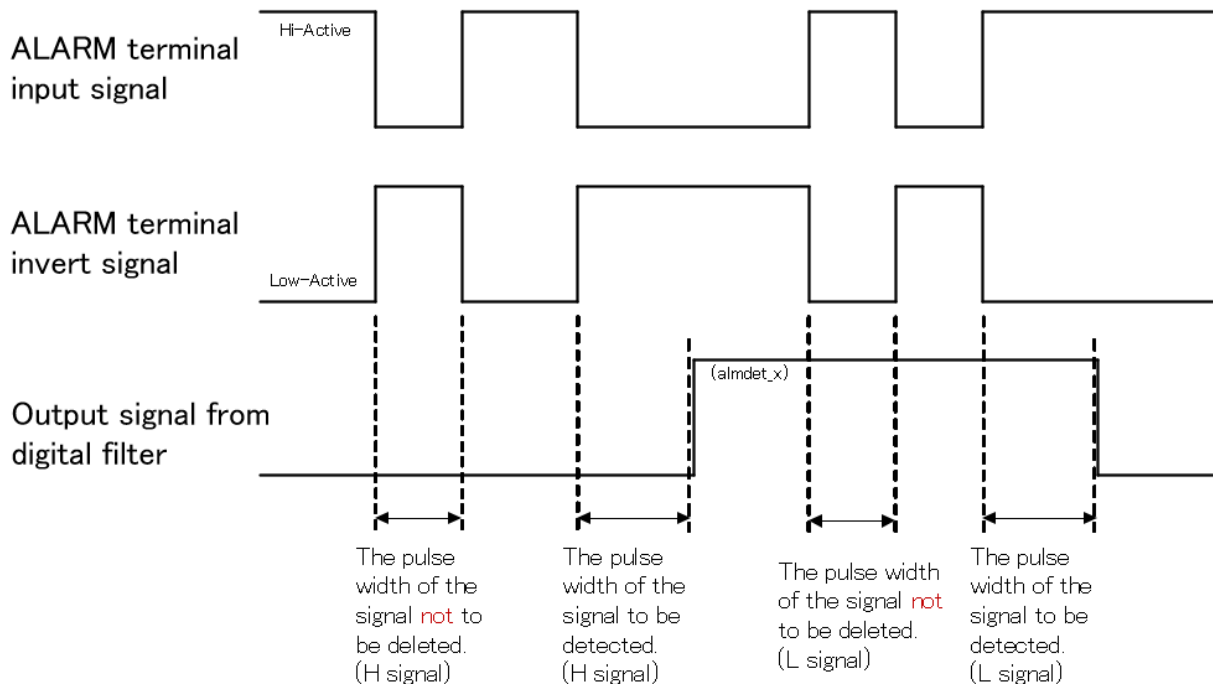 ALARM terminal
input signal
Hi-Active
ALARM terminal
invert signal
Low-Active
Output signal from
digital filter
(almdet_x)
The pulse
width of the
signal not to
be deleted.
(H signal)
The pulse
width of the
signal to be
detected.
(H signal)
The pulse width
of the signal not
to be deleted.
(L signal)
The pulse
width of the
signal to be
detected.
(L signal)